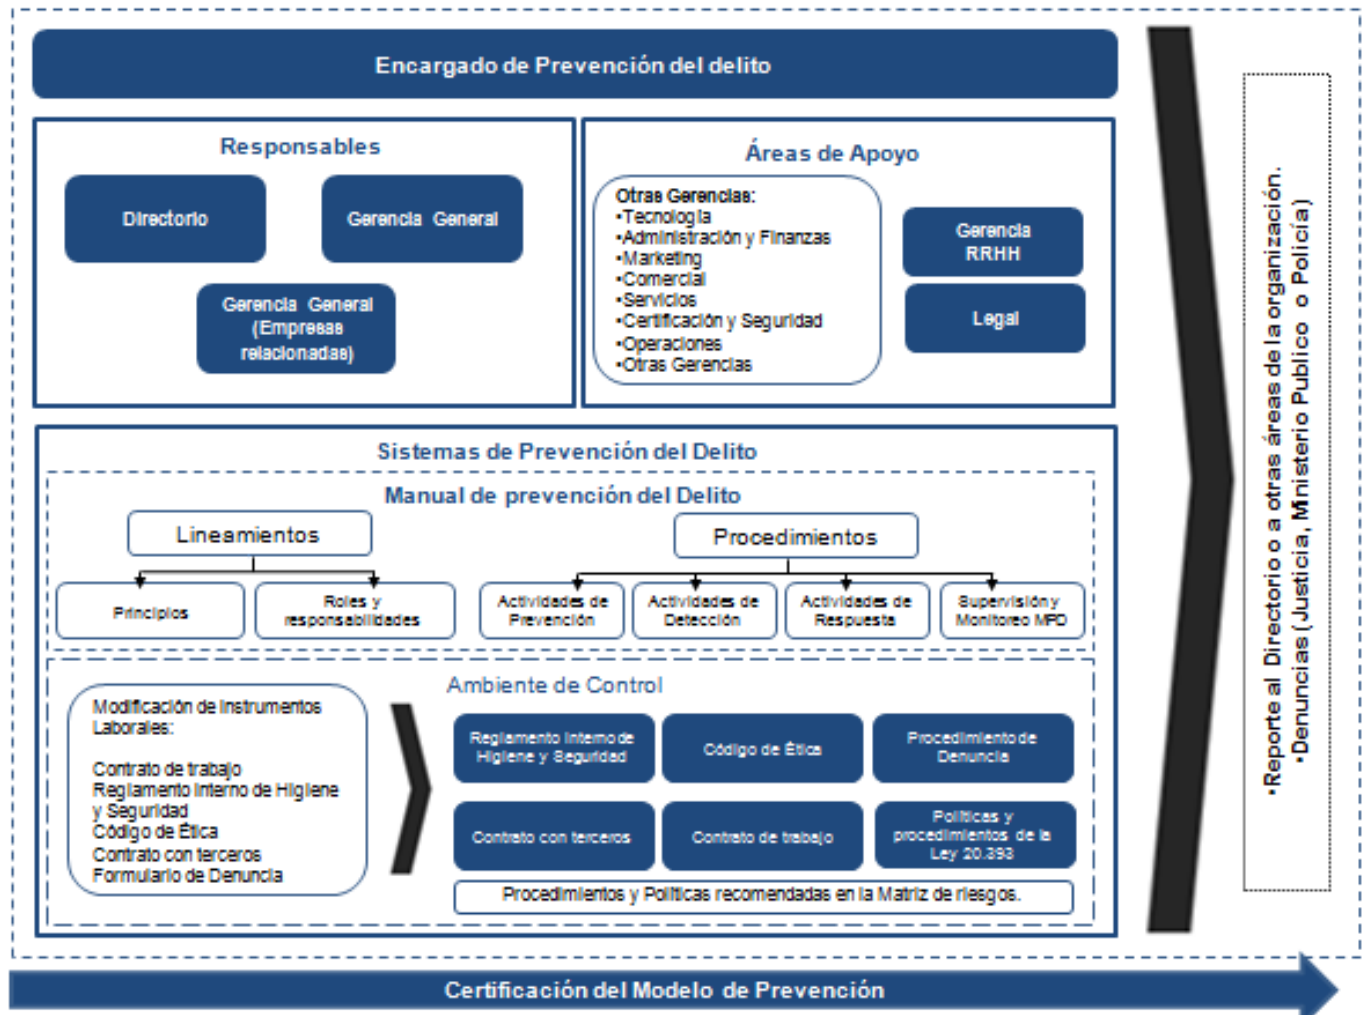 Encargado de Prevención del delito
Responsables
Directorio
Gerencia General
Gerencia General
(Empresas
relacionadas)
Áreas de Apoyo
Otras Gerencias:
•Tecnología
•Administración y Finanzas
•Marketing
•Comercial
•Servicios
•Certificación y Seguridad
•Operaciones
•Otras Gerencias
Gerencia
RRHH
Legal
Sistemas de Prevención del Delito
Manual de prevención del Delito
Lineamientos
Procedimientos
Principios
Roles y
responsabilidades
Actividades de
Prevención
Actividades de
Detección
Actividades de
Respuesta
Supervisión y
Monitoreo MPD
Modificación de Instrumentos
Laborales:
Contrato de trabajo
Reglamento Interno de Higiene
y Seguridad
Código de Ética
Contrato con terceros
Formulario de Denuncia
Ambiente de Control
Reglamento Interno de
Higiene y Seguridad
Código de Ética
Procedimiento de
Denuncia
Contrato con terceros
Contrato de trabajo
Políticas y
procedimientos de la
Ley 20.393
Procedimientos y Políticas recomendadas en la Matriz de riesgos.
•Reporte al Directorio o a otras áreas de la organización.
•Denuncias (Justicia, Ministerio Publico o Policía)
Certificación del Modelo de Prevención